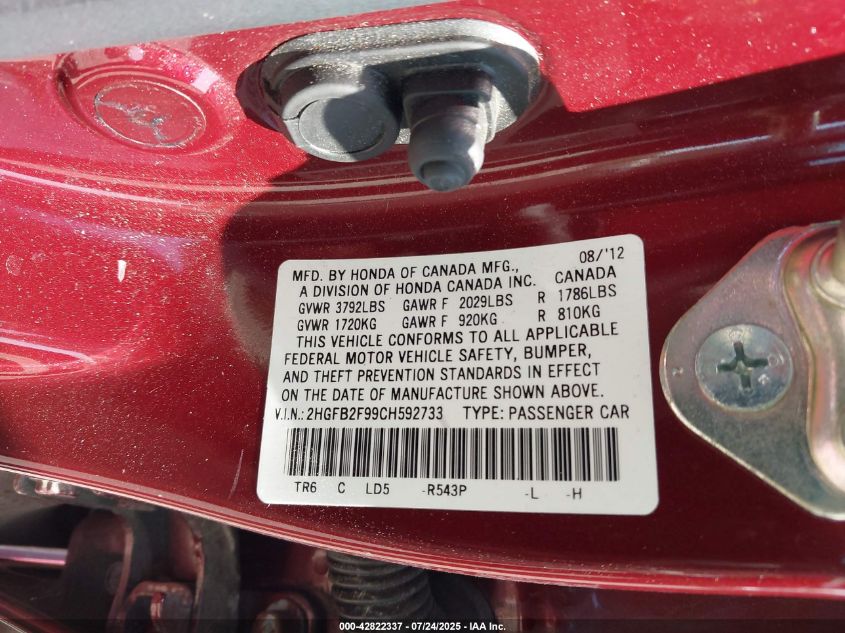 08/'12
MFD. BY HONDA OF CANADA MFG.,
A DIVISION OF HONDA CANADA INC. CANADA
GVWR 3792LBS GAWR F 2029LBS R 1786LBS
GVWR 1720KG GAWR F 920KG R 810KG
THIS VEHICLE CONFORMS TO ALL APPLICABLE
FEDERAL MOTOR VEHICLE SAFETY, BUMPER,
AND THEFT PREVENTION STANDARDS IN EFFECT
ON THE DATE OF MANUFACTURE SHOWN ABOVE.
V.I.N.: 2HGFB2F99CH592733 TYPE: PASSENGER CAR
TR6 C LD5 -R543P -L -H
000-42822337 - 07/24/2025 - IAA Inc.